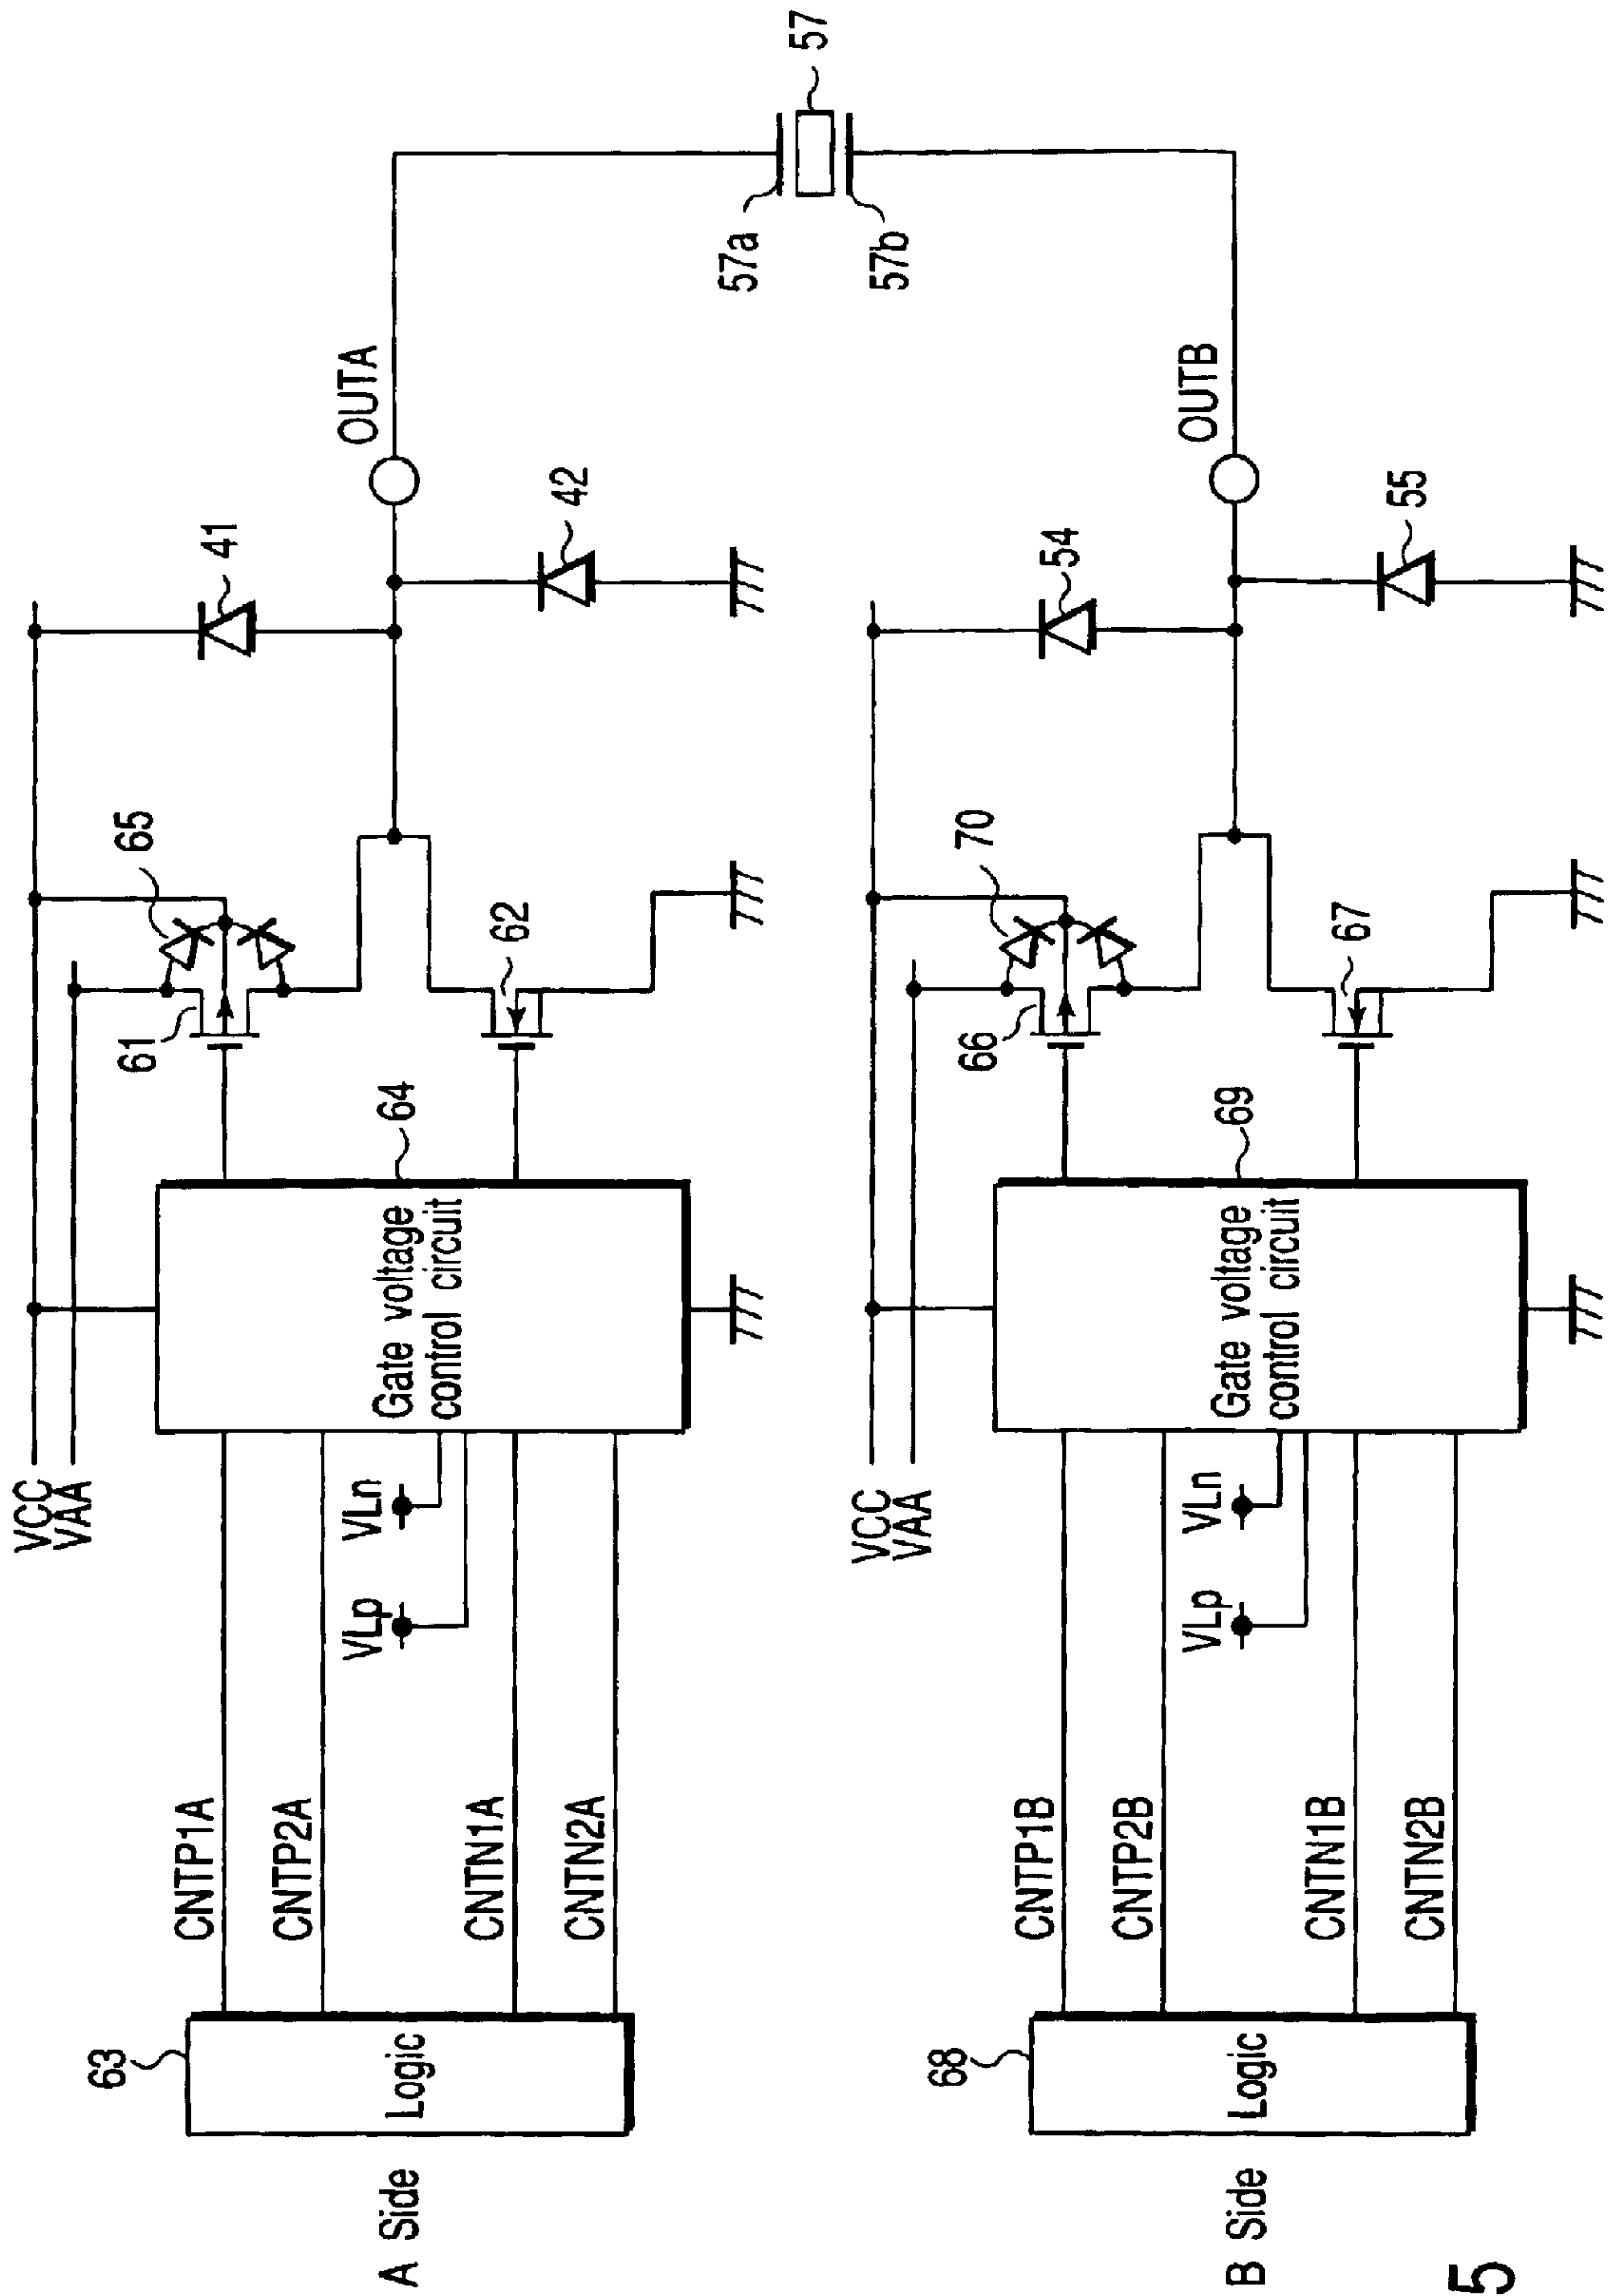 A Side
63
Logic
CNTP1A
CNTP2A
CNTN1A
CNTN2A
VCC
VAA
VLp
VLn
Gate voltage
control circuit
64
61
65
62
41
42
OUTA
57a
57
57b
B Side
68
Logic
CNTP1B
CNTP2B
CNTN1B
CNTN2B
VCC
VAA
VLp
VLn
Gate voltage
control circuit
69
66
70
67
54
55
OUTB
5